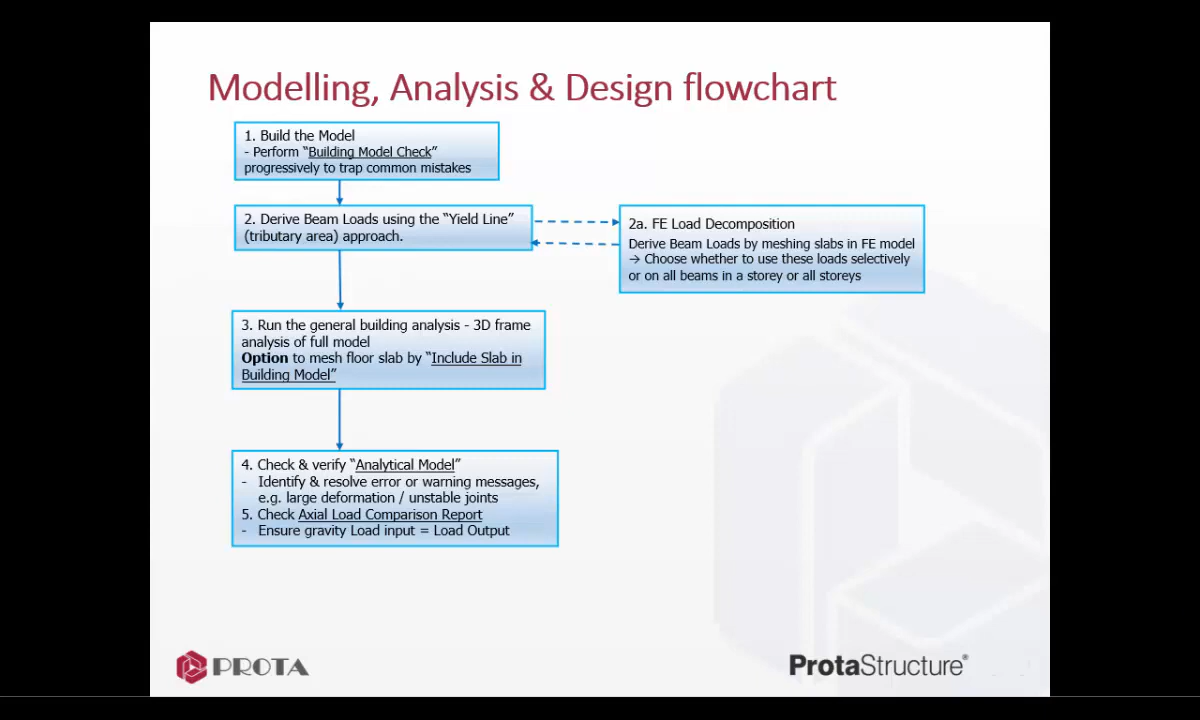 Modelling, Analysis & Design flowchart
1. Build the Model
- Perform “Building Model Check”
progressively to trap common mistakes
2. Derive Beam Loads using the “Yield Line”
(tributary area) approach.
2a. FE Load Decomposition
Derive Beam Loads by meshing slabs in FE model
→ Choose whether to use these loads selectively
or on all beams in a storey or all storeys
3. Run the general building analysis - 3D frame
analysis of full model
Option to mesh floor slab by “Include Slab in
Building Model”
4. Check & verify “Analytical Model”
- Identify & resolve error or warning messages,
e.g. large deformation / unstable joints
5. Check Axial Load Comparison Report
- Ensure gravity Load input = Load Output
PROTA
ProtaStructure®